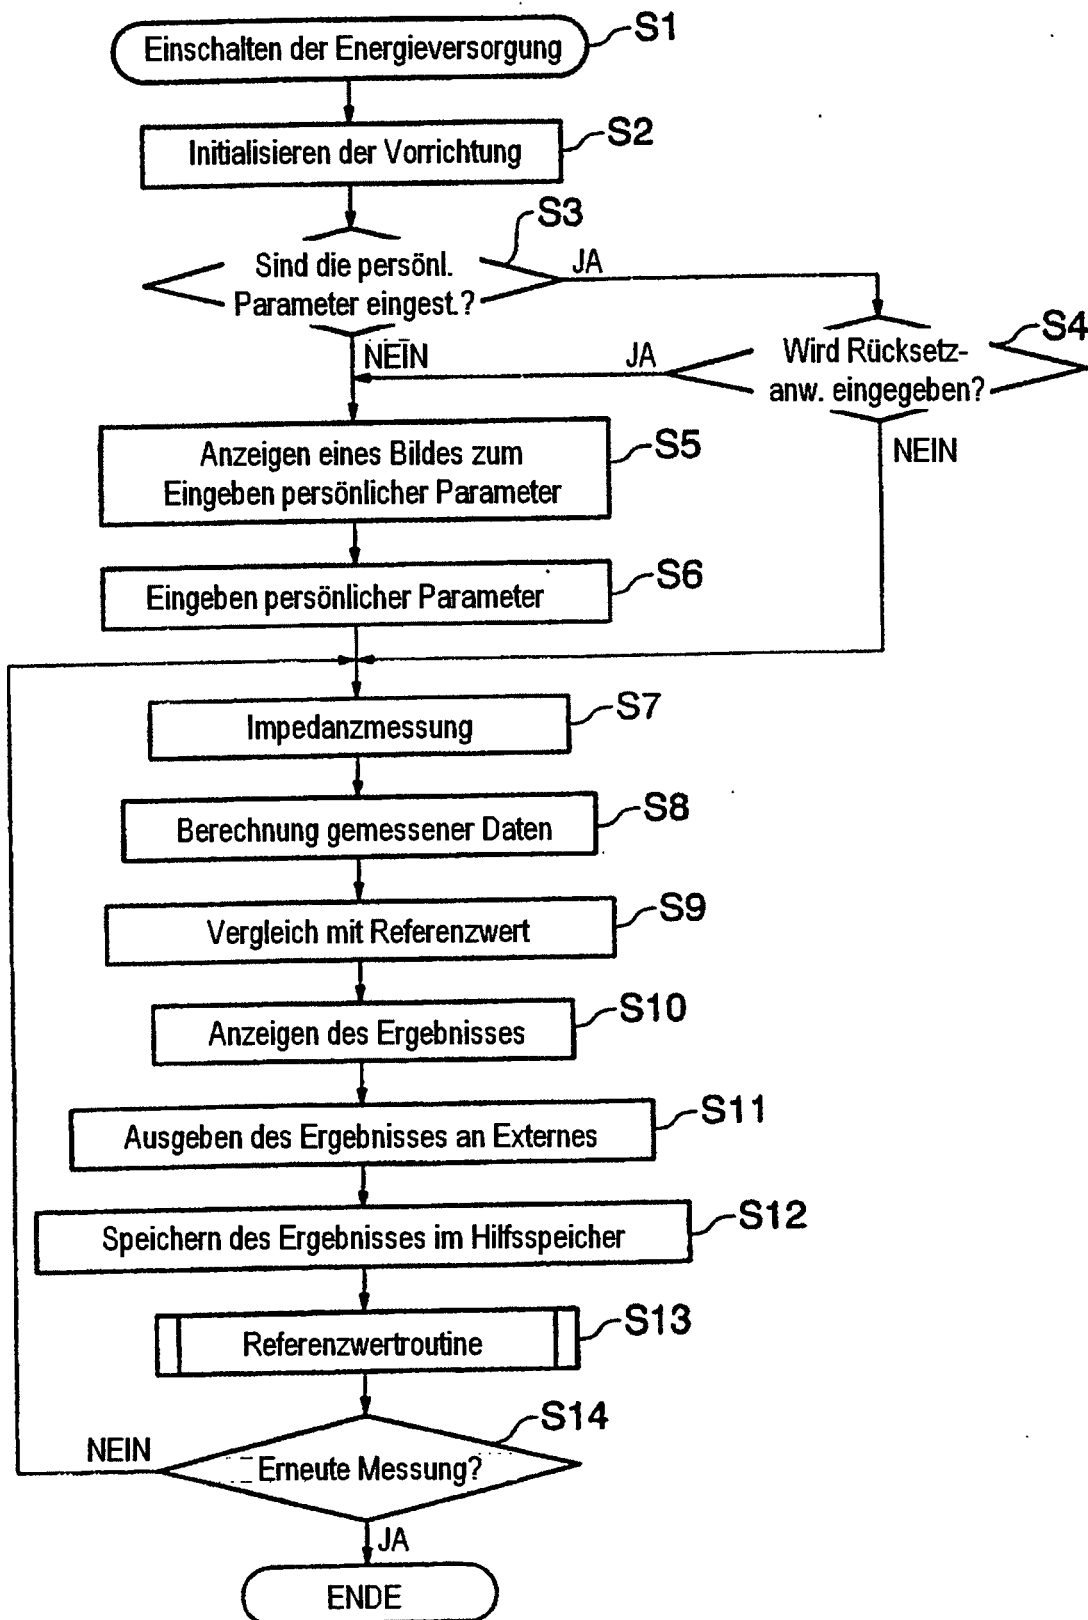 Einschalten der Energieversorgung
S1
Initialisieren der Vorrichtung
S2
S3
Sind die persönl.
Parameter eingest.?
JA
NEIN
S4
Wird Rücksetz-
anw. eingegeben?
JA
NEIN
Anzeigen eines Bildes zum
Eingeben persönlicher Parameter
S5
Eingeben persönlicher Parameter
S6
Impedanzmessung
S7
Berechnung gemessener Daten
S8
Vergleich mit Referenzwert
S9
Anzeigen des Ergebnisses
S10
Ausgeben des Ergebnisses an Externes
S11
Speichern des Ergebnisses im Hilfsspeicher
S12
Referenzwertroutine
S13
S14
NEIN
Erneute Messung?
JA
ENDE